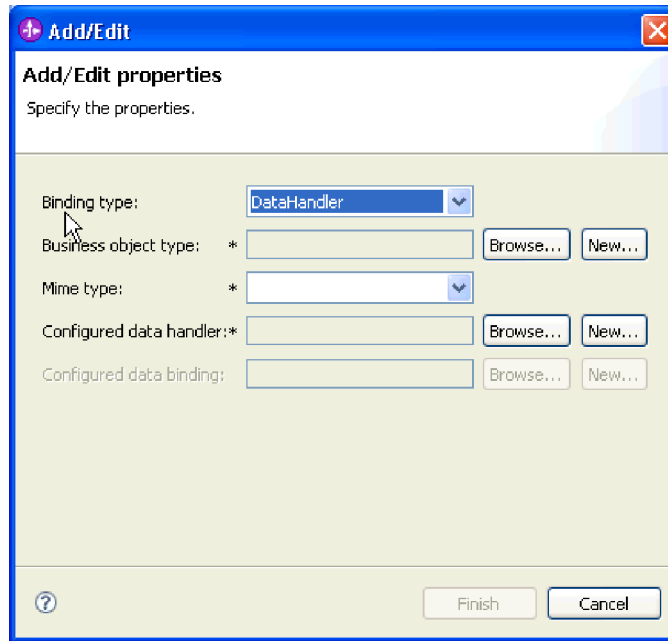 Add/Edit
Add/Edit properties
Specify the properties.
Binding type: DataHandler
Business object type: * Browse... New...
Mime type: *
Configured data handler:* Browse... New...
Configured data binding: Browse... New...
? Finish Cancel